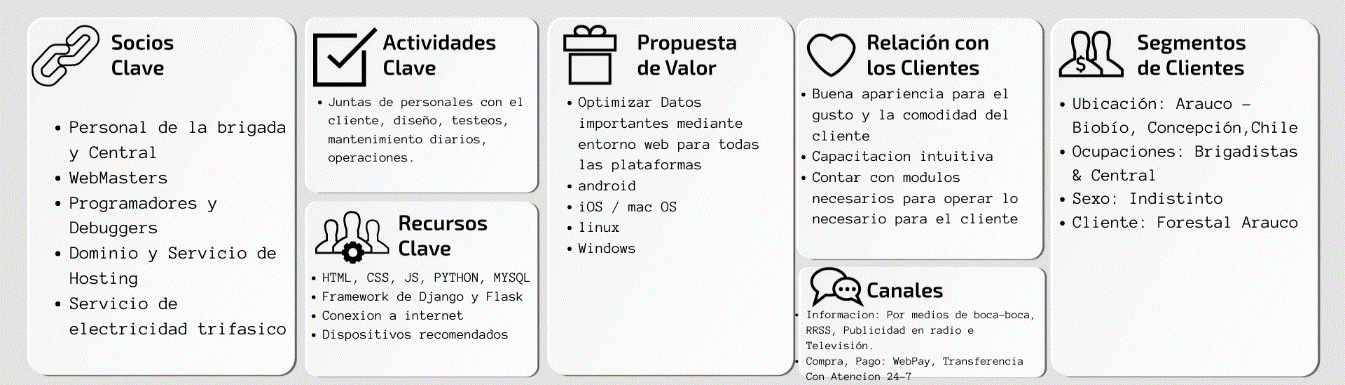 Socios
Clave
• Personal de la brigada
y Central
• WebMasters
• Programadores y
Debuggers
• Dominio y Servicio de
Hosting
• Servicio de
electricidad trifasico
Actividades
Clave
• Juntas de personales con el
cliente, diseño, testeos,
mantenimiento diarios,
operaciones.
Recursos
Clave
• HTML, CSS, JS, PYTHON, MYSQL
• Framework de Django y Flask
• Conexion a internet
• Dispositivos recomendados
Propuesta
de Valor
• Optimizar Datos
importantes mediante
entorno web para todas
las plataformas
• android
• iOS / mac OS
• linux
• Windows
Relación con
los Clientes
• Buena apariencia para el
gusto y la comodidad del
cliente
• Capacitacion intuitiva
• Contar con modulos
necesarios para operar lo
necesario para el cliente
Canales
• Informacion: Por medios de boca-boca,
RRSS, Publicidad en radio e
Televisión.
• Compra, Pago: WebPay, Transferencia
Con Atencion 24-7
Segmentos
de Clientes
$
• Ubicación: Arauco -
Biobío, Concepción,Chile
• Ocupaciones: Brigadistas
& Central
• Sexo: Indistinto
• Cliente: Forestal Arauco